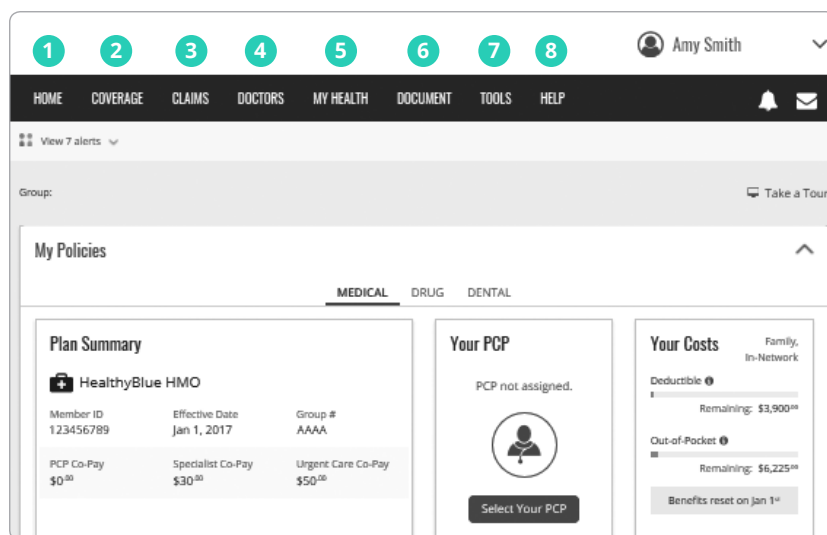 1 2 3 4 5 6 7 8
Amy Smith
HOME COVERAGE CLAIMS DOCTORS MY HEALTH DOCUMENT TOOLS HELP
View 7 alerts
Group:
Take a Tour
My Policies
MEDICAL DRUG DENTAL
Plan Summary
HealthyBlue HMO
Member ID Effective Date Group #
123456789 Jan 1, 2017 AAAA
PCP Co-Pay Specialist Co-Pay Urgent Care Co-Pay
$0.00 $30.00 $50.00
Your PCP
PCP not assigned.
Select Your PCP
Your Costs
Family,
In-Network
Deductible
Remaining: $3,900.00
Out-of-Pocket
Remaining: $6,225.00
Benefits reset on Jan 1st